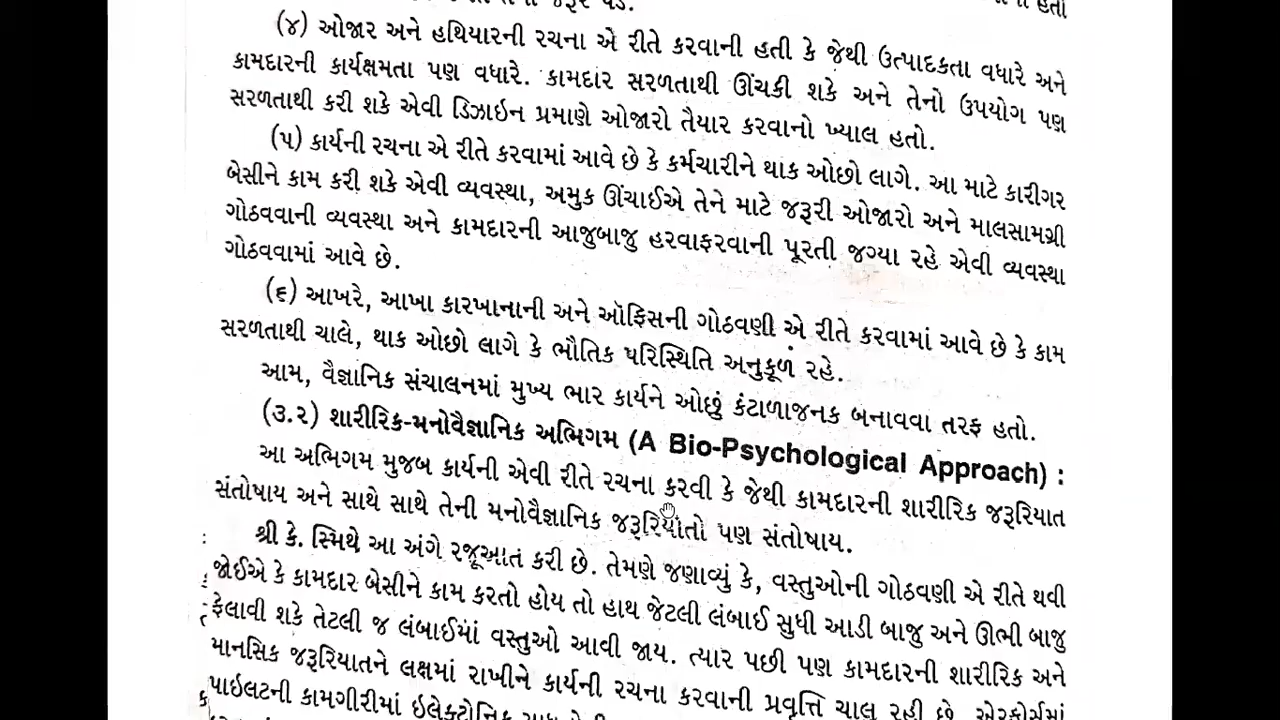 (૪) ઓજાર અને હથિયારની રચના એ રીતે કરવાની હતી કે જેથી ઉત્પાદકતા વધારે અને
કામદારની કાર્યક્ષમતા પણ વધારે. કામદાર સરળતાથી ઊંચકી શકે અને તેનો ઉપયોગ પણ
સરળતાથી કરી શકે એવી ડિઝાઇન પ્રમાણે ઓજારો તૈયાર કરવાનો ખ્યાલ હતો.
(૫) કાર્યની રચના એ રીતે કરવામાં આવે છે કે કર્મચારીને થાક ઓછો લાગે. આ માટે કારીગર
બેસીને કામ કરી શકે એવી વ્યવસ્થા, અમુક ઊંચાઈએ તેને માટે જરૂરી ઓજારો અને માલસામગ્રી
ગોઠવવાની વ્યવસ્થા અને કામદારની આજુબાજુ હરવાફરવાની પૂરતી જગ્યા રહે એવી વ્યવસ્થા
ગોઠવવામાં આવે છે.
(૬) આખરે, આખા કારખાનાની અને ઑફિસની ગોઠવણી એ રીતે કરવામાં આવે છે કે કામ
સરળતાથી ચાલે, થાક ઓછો લાગે કે ભૌતિક પરિસ્થિતિ અનુકૂળ રહે.
આમ, વૈજ્ઞાનિક સંચાલનમાં મુખ્ય ભાર કાર્યને ઓછું કંટાળાજનક બનાવવા તરફ હતો.
(૩.૨) શારીરિક-મનોવૈજ્ઞાનિક અભિગમ (A Bio-Psychological Approach) :
આ અભિગમ મુજબ કાર્યની એવી રીતે રચના કરવી કે જેથી કામદારની શારીરિક જરૂરિયાત
સંતોષાય અને સાથે સાથે તેની મનોવૈજ્ઞાનિક જરૂરિયાતો પણ સંતોષાય.
શ્રી કે. સ્મિથે આ અંગે રજૂઆત કરી છે. તેમણે જણાવ્યું કે, વસ્તુઓની ગોઠવણી એ રીતે થવી
જોઈએ કે કામદાર બેસીને કામ કરતો હોય તો હાથ જેટલી લંબાઈ સુધી આડી બાજુ અને ઊભી બાજુ
ફેલાવી શકે તેટલી જ લંબાઈમાં વસ્તુઓ આવી જાય. ત્યાર પછી પણ કામદારની શારીરિક અને
માનસિક જરૂરિયાતને લક્ષમાં રાખીને કાર્યની રચના કરવાની પ્રવૃત્તિ ચાલુ રહી છે. એરફોર્સમાં
પાઇલટની કામગીરીમાં ઇલેક્ટ્રોનિક